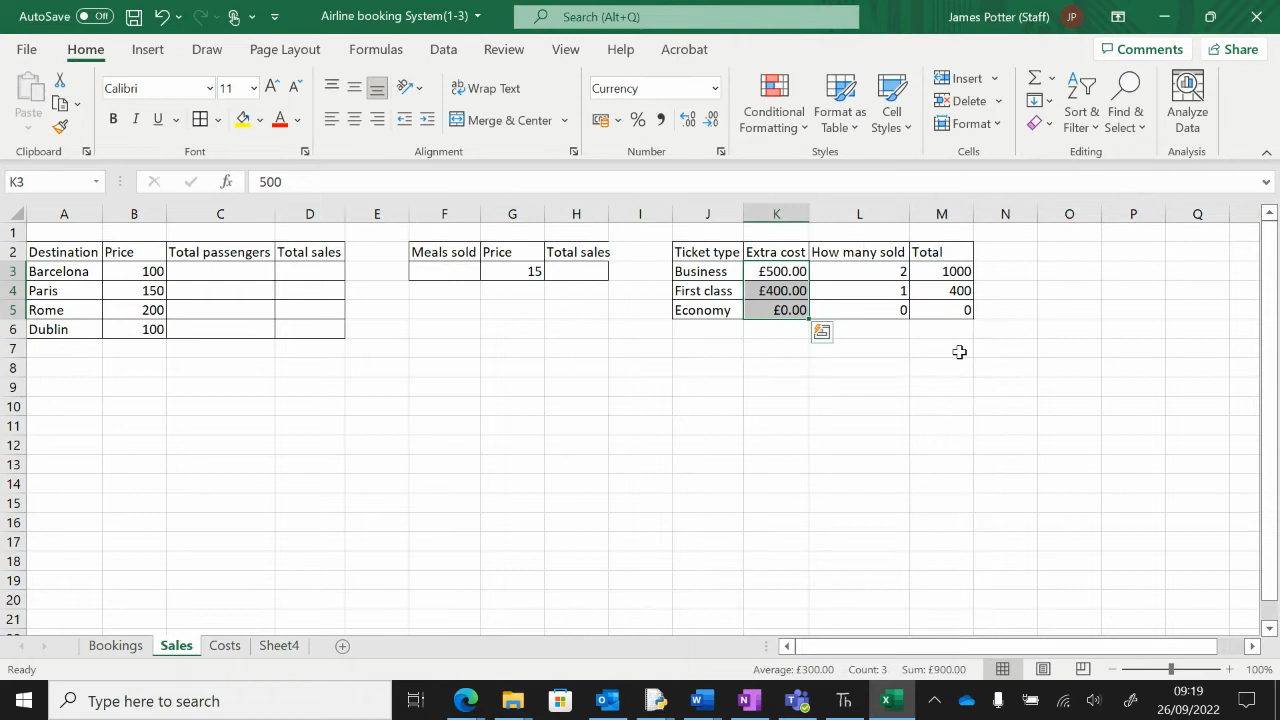 AutoSave Off Airline booking System(1-3) Search (Alt+Q) James Potter (Staff) JP
File Home Insert Draw Page Layout Formulas Data Review View Help Acrobat Comments Share
Calibri 11 Wrap Text Currency Insert
Paste Conditional Format as Cell Delete Sort & Find & Analyze
B I U A Merge & Center % Formatting Table Styles Format Filter Select Data
Clipboard Font Alignment Number Styles Cells Editing Analysis
K3 fx 500
A B C D E F G H I J K L M N O P Q
1
2 Destination Price Total passengers Total sales Meals sold Price Total sales Ticket type Extra cost How many sold Total
3 Barcelona 100 15 Business £500.00 2 1000
4 Paris 150 First class £400.00 1 400
5 Rome 200 Economy £0.00 0 0
6 Dublin 100
7
8
9
10
11
12
13
14
15
16
17
18
19
20
21
Bookings Sales Costs Sheet4
Ready Average: £300.00 Count: 3 Sum: £900.00 100%
Type here to search Th 09:19
26/09/2022